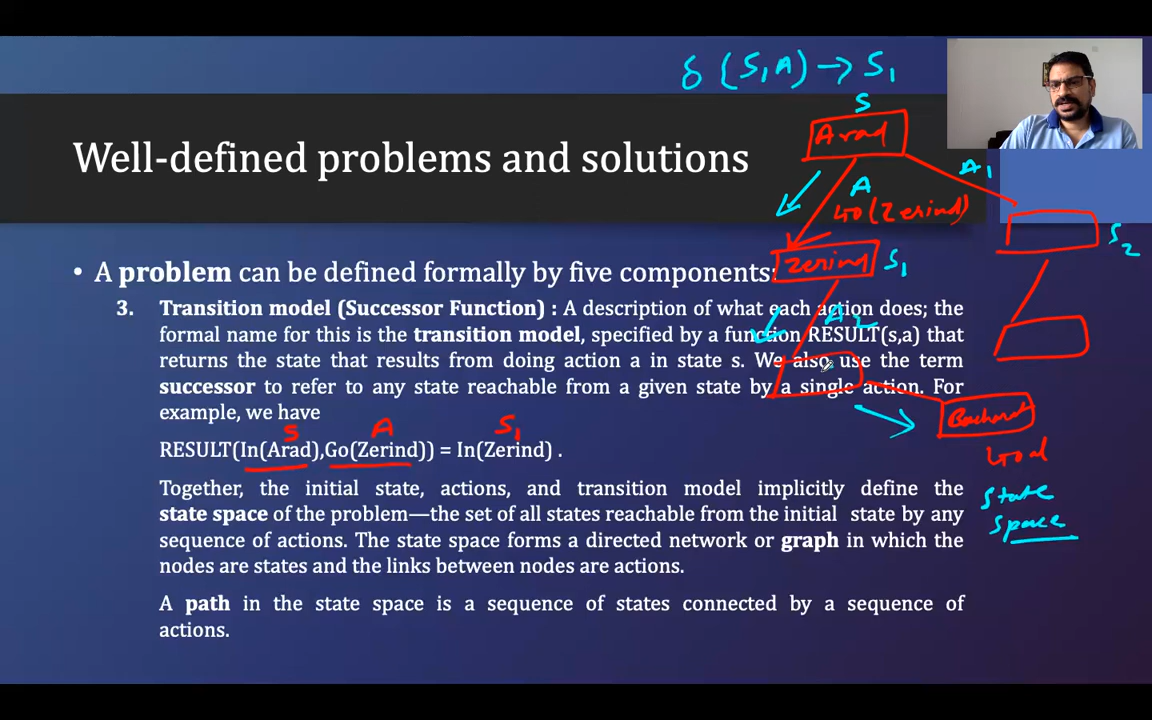 δ (S,A) → S1
S
Arad
Well-defined problems and solutions
A1
A
Go (Zerind)
S2
• A problem can be defined formally by five components:
Zerind
S1
3. Transition model (Successor Function) : A description of what each action does; the
A2
formal name for this is the transition model, specified by a function RESULT(s,a) that
returns the state that results from doing action a in state s. We also use the term
successor to refer to any state reachable from a given state by a single action. For
example, we have
S A S1
RESULT(In(Arad),Go(Zerind)) = In(Zerind) .
Goal
Together, the initial state, actions, and transition model implicitly define the
state space of the problem—the set of all states reachable from the initial state by any
sequence of actions. The state space forms a directed network or graph in which the
nodes are states and the links between nodes are actions.
State
space
A path in the state space is a sequence of states connected by a sequence of
actions.